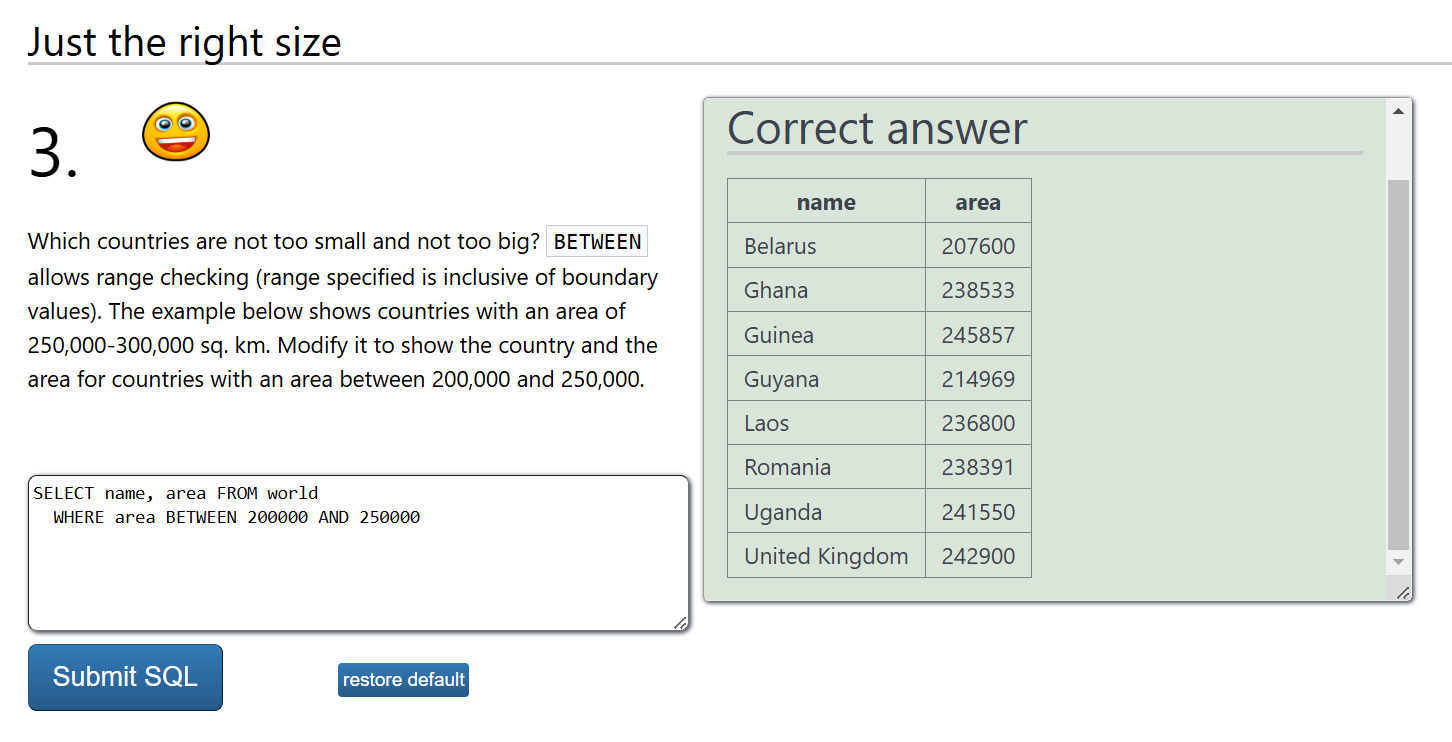 Just the right size
3.
Which countries are not too small and not too big? BETWEEN
allows range checking (range specified is inclusive of boundary
values). The example below shows countries with an area of
250,000-300,000 sq. km. Modify it to show the country and the
area for countries with an area between 200,000 and 250,000.
SELECT name, area FROM world
WHERE area BETWEEN 200000 AND 250000
Submit SQL
restore default
Correct answer
name area
Belarus 207600
Ghana 238533
Guinea 245857
Guyana 214969
Laos 236800
Romania 238391
Uganda 241550
United Kingdom 242900